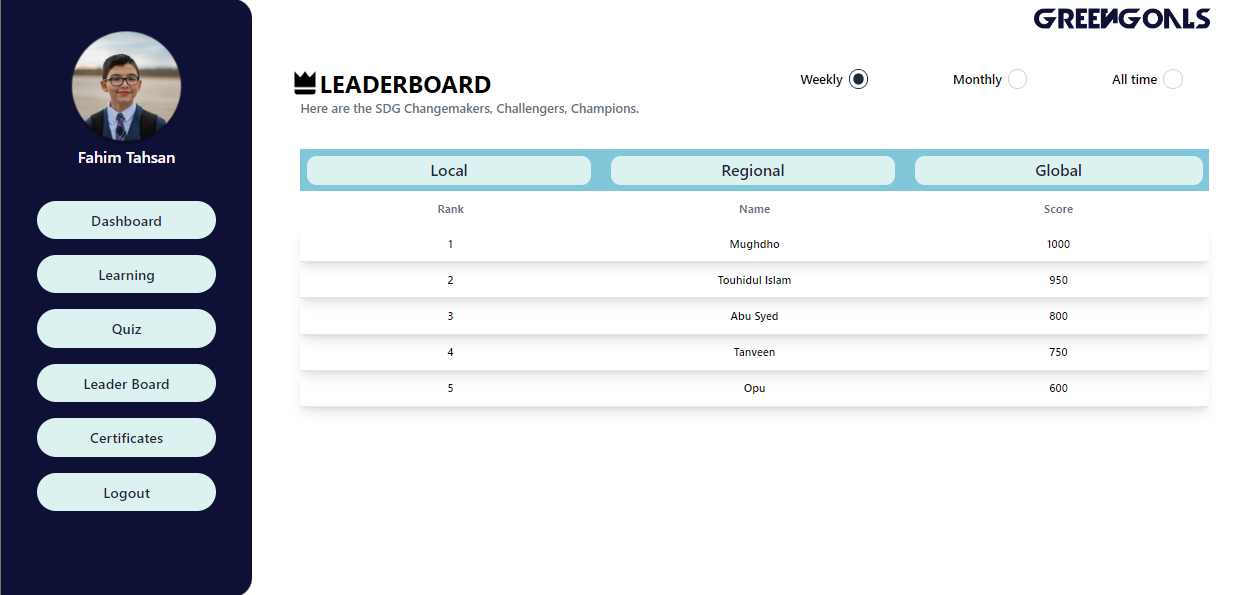 GREENGOALS
Fahim Tahsan
Dashboard
Learning
Quiz
Leader Board
Certificates
Logout
LEADERBOARD
Here are the SDG Changemakers, Challengers, Champions.
Weekly Monthly All time
Local Regional Global
Rank Name Score
1 Mughdho 1000
2 Touhidul Islam 950
3 Abu Syed 800
4 Tanveen 750
5 Opu 600